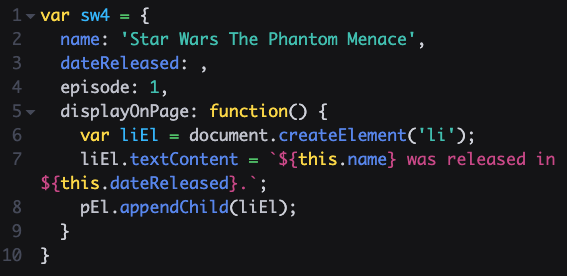 1 var sw4 = {
2 name: 'Star Wars The Phantom Menace',
3 dateReleased: ,
4 episode: 1,
5 displayOnPage: function() {
6 var liEl = document.createElement('li');
7 liEl.textContent = `${this.name} was released in
${this.dateReleased}.`;
8 pEl.appendChild(liEl);
9 }
10 }